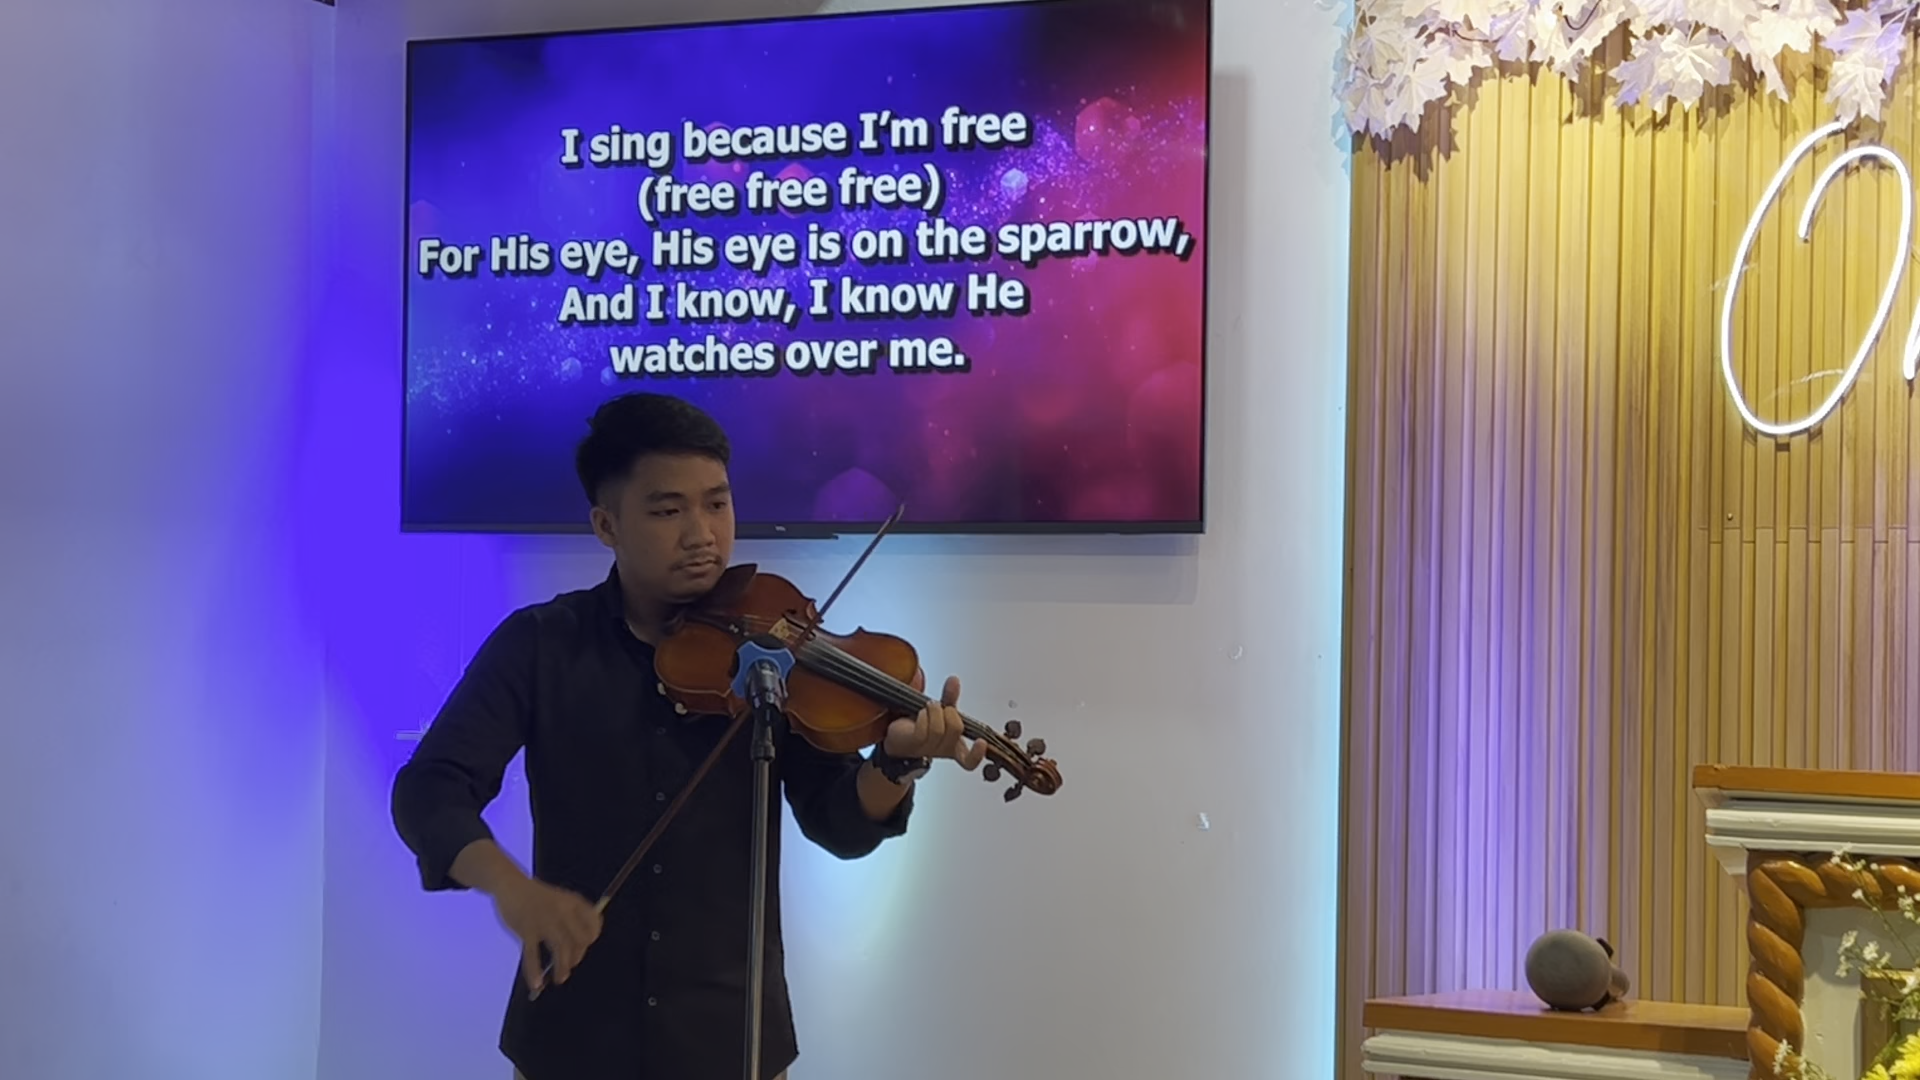 I sing because I'm free
(free free free)
For His eye, His eye is on the sparrow,
And I know, I know He
watches over me.